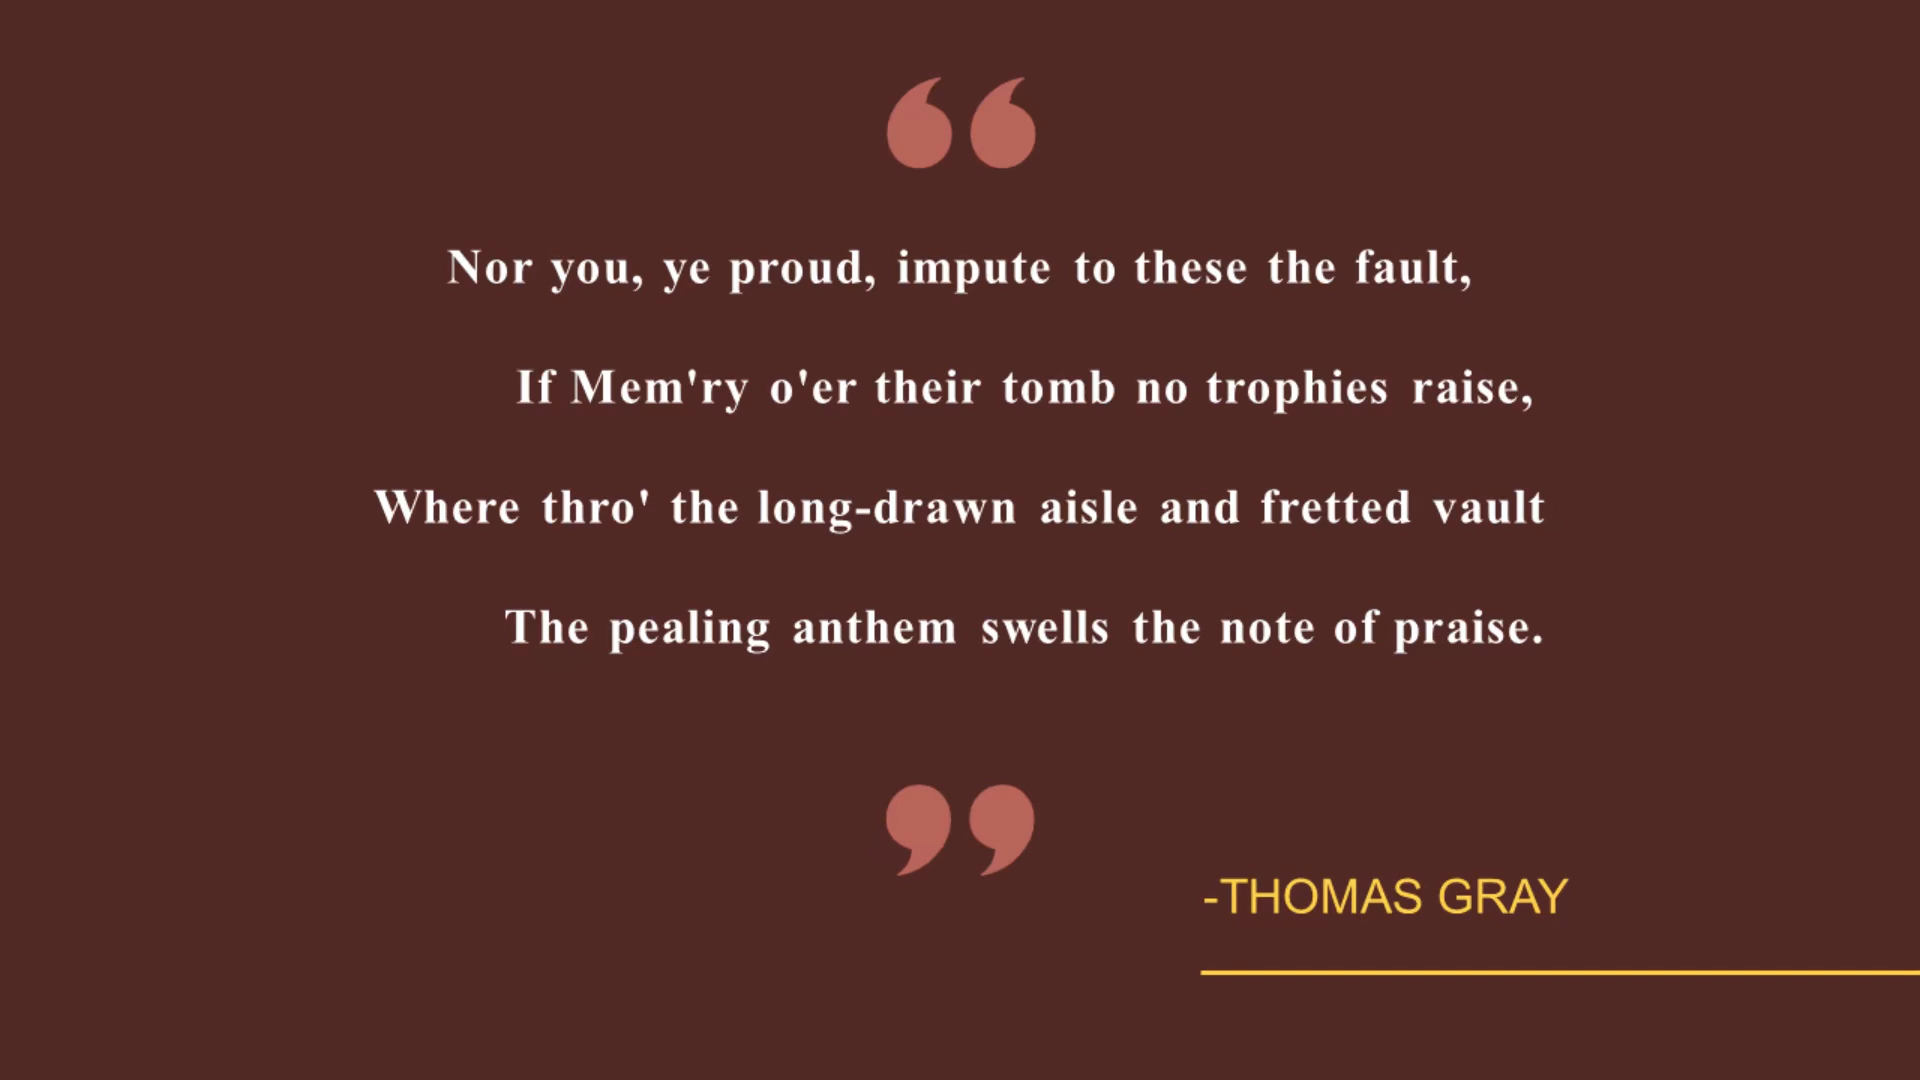 Nor you, ye proud, impute to these the fault,
If Mem'ry o'er their tomb no trophies raise,
Where thro' the long-drawn aisle and fretted vault
The pealing anthem swells the note of praise.
-THOMAS GRAY